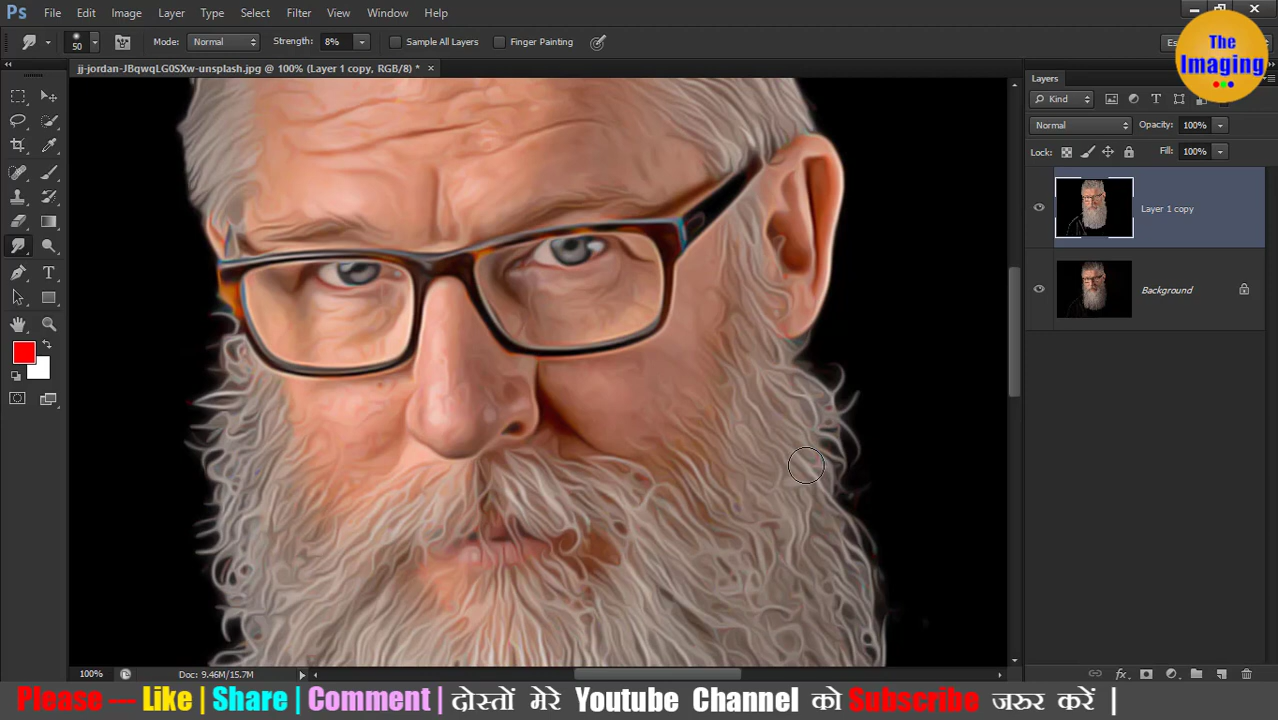 Ps File Edit Image Layer Type Select Filter 3D View Window Help
50 Mode: Normal Strength: 8% Sample All Layers Finger Painting
The
Imaging
jj-jordan-JBqwqLG0SXw-unsplash.jpg @ 100% (Layer 1 copy, RGB/8) *
Layers
Kind
Normal Opacity: 100%
Lock: Fill: 100%
Layer 1 copy
Background
100% Doc: 9.46M/15.7M
Please --- Like | Share | Comment | दोस्तों मेरे Youtube Channel को Subscribe जरुर करें |